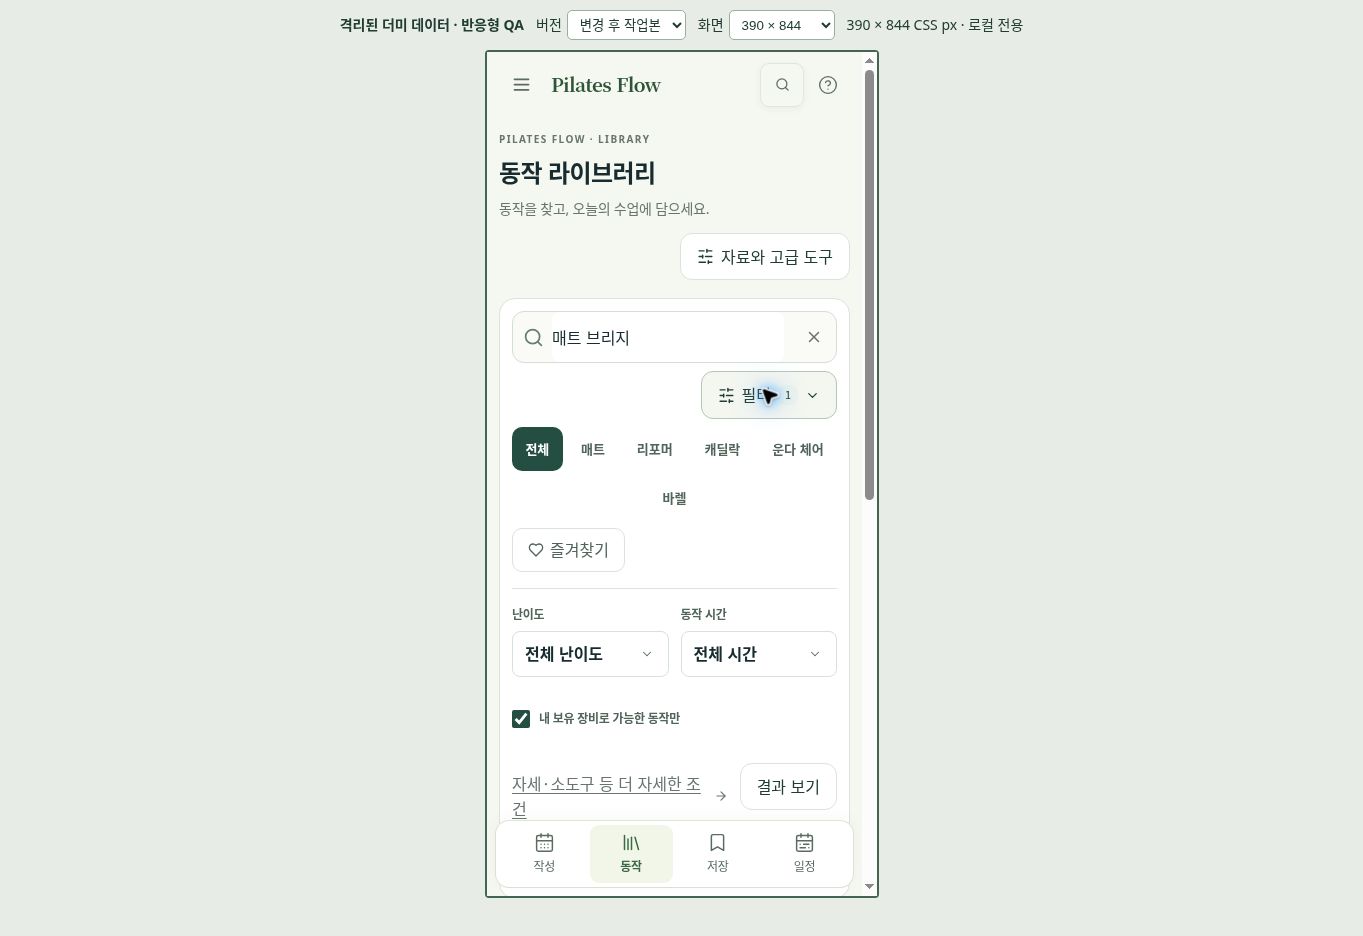 격리된 더미 데이터 · 반응형 QA 버전 변경 후 작업본 화면 390 × 844 390 × 844 CSS px · 로컬 전용
Pilates Flow
PILATES FLOW · LIBRARY
동작 라이브러리
동작을 찾고, 오늘의 수업에 담으세요.
자료와 고급 도구
매트 브리지
1
전체 매트 리포머 캐딜락 운다 체어
바렐
즐겨찾기
난이도 동작 시간
전체 난이도 전체 시간
내 보유 장비로 가능한 동작만
자세·소도구 등 더 자세한 조
건
결과 보기
작성 동작 저장 일정